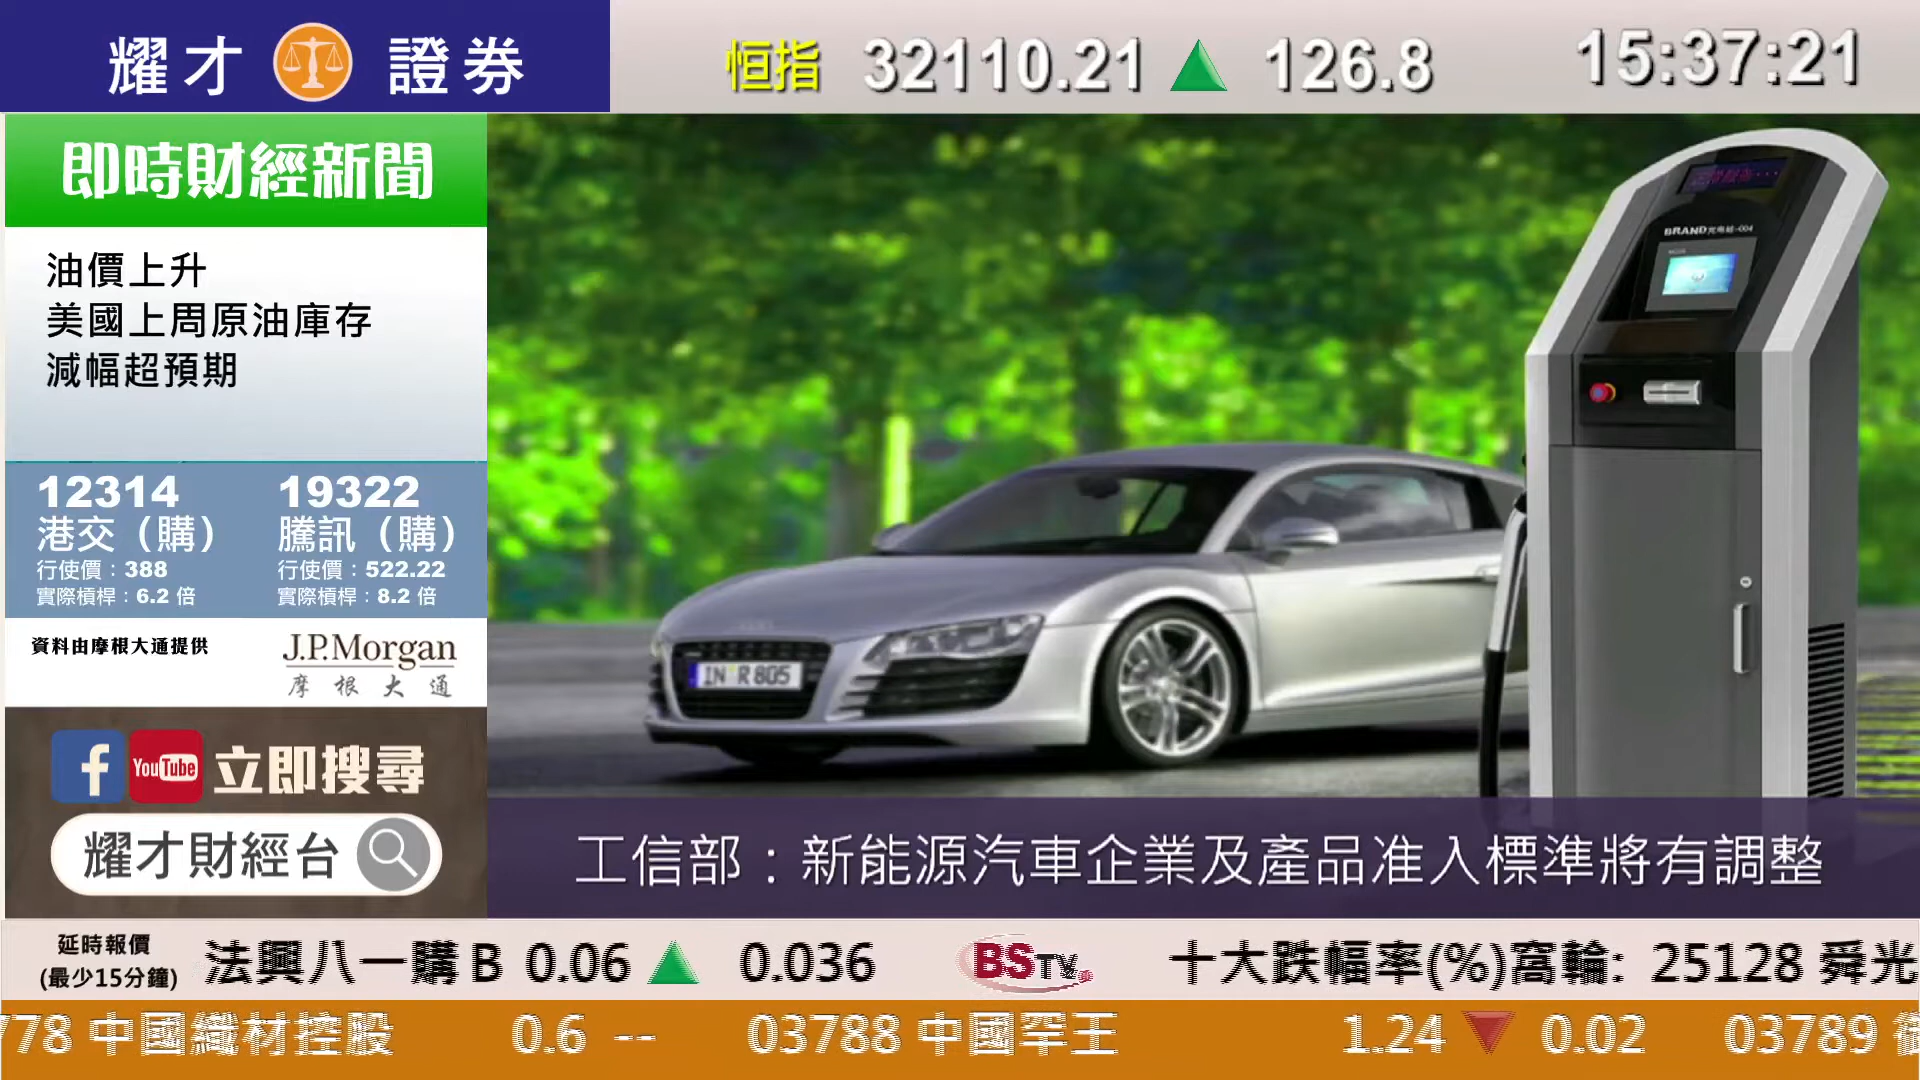 耀才 證券
恒指 32110.21 ▲ 126.8
15:37:21
即時財經新聞
油價上升
美國上周原油庫存
減幅超預期
12314
港交（購）
行使價：388
實際槓桿：6.2 倍
19322
騰訊（購）
行使價：522.22
實際槓桿：8.2 倍
資料由摩根大通提供
J.P.Morgan
摩根大通
f YouTube 立即搜尋
耀才財經台
BRAND
IN R 805
工信部：新能源汽車企業及產品准入標準將有調整
延時報價
(最少15分鐘)
法興八一購B 0.06 ▲ 0.036 BSTV 十大跌幅率(%)窩輪: 25128 舜光
778 中國織材控股 0.6 -- 03788 中國罕王 1.24 ▼ 0.02 03789